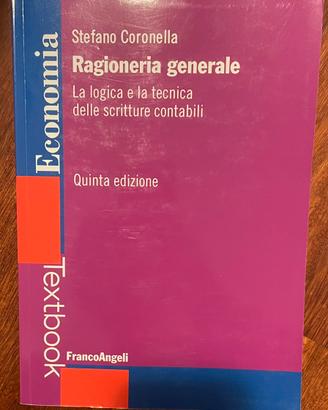 Stefano Coronella
Ragioneria generale
La logica e la tecnica
delle scritture contabili
Quinta edizione
FrancoAngeli
Economia
Textbook